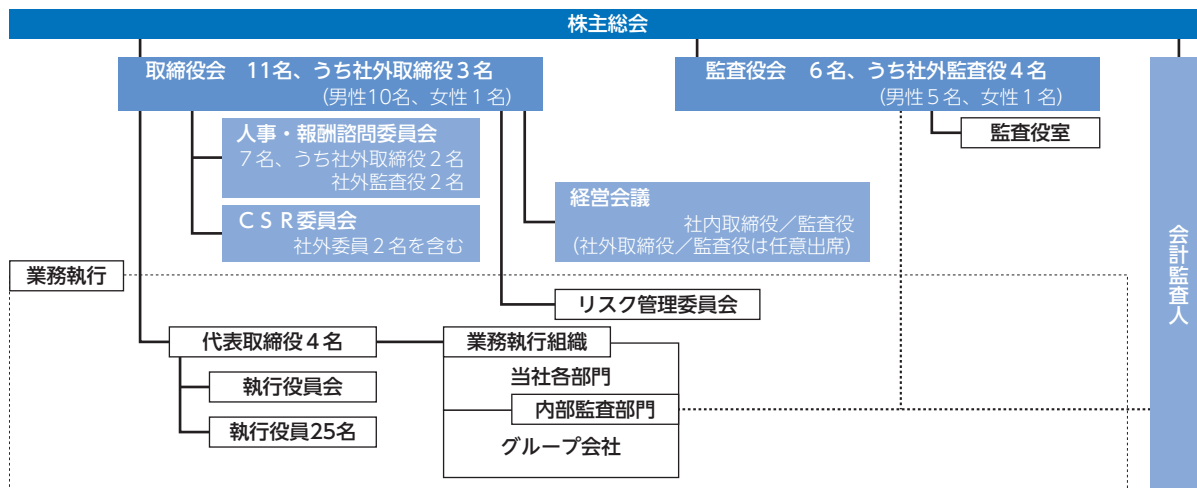 株主総会
取締役会　11名、うち社外取締役３名
（男性10名、女性１名）
監査役会　６名、うち社外監査役４名
（男性５名、女性１名）
監査役室
人事・報酬諮問委員会
７名、うち社外取締役２名
社外監査役２名
ＣＳＲ委員会
社外委員２名を含む
経営会議
社内取締役／監査役
（社外取締役／監査役は任意出席）
会計監査人
業務執行
リスク管理委員会
代表取締役４名
業務執行組織
当社各部門
執行役員会
内部監査部門
執行役員25名
グループ会社